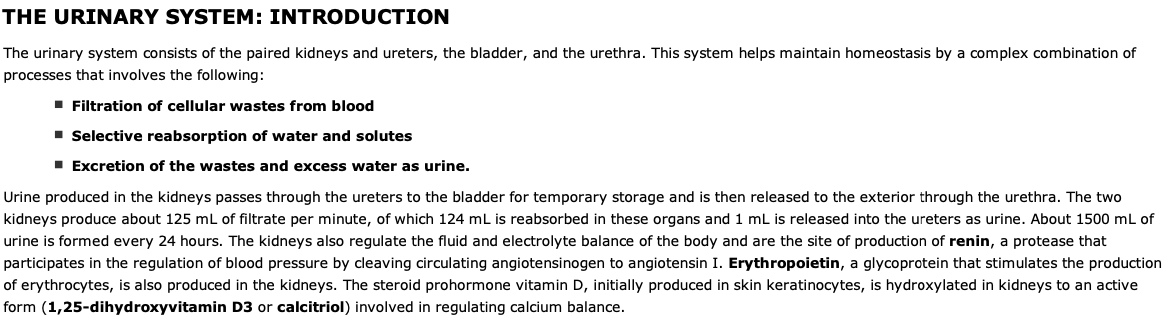 THE URINARY SYSTEM: INTRODUCTION
The urinary system consists of the paired kidneys and ureters, the bladder, and the urethra. This system helps maintain homeostasis by a complex combination of
processes that involves the following:
■ Filtration of cellular wastes from blood
■ Selective reabsorption of water and solutes
■ Excretion of the wastes and excess water as urine.
Urine produced in the kidneys passes through the ureters to the bladder for temporary storage and is then released to the exterior through the urethra. The two
kidneys produce about 125 mL of filtrate per minute, of which 124 mL is reabsorbed in these organs and 1 mL is released into the ureters as urine. About 1500 mL of
urine is formed every 24 hours. The kidneys also regulate the fluid and electrolyte balance of the body and are the site of production of renin, a protease that
participates in the regulation of blood pressure by cleaving circulating angiotensinogen to angiotensin I. Erythropoietin, a glycoprotein that stimulates the production
of erythrocytes, is also produced in the kidneys. The steroid prohormone vitamin D, initially produced in skin keratinocytes, is hydroxylated in kidneys to an active
form (1,25-dihydroxyvitamin D3 or calcitriol) involved in regulating calcium balance.